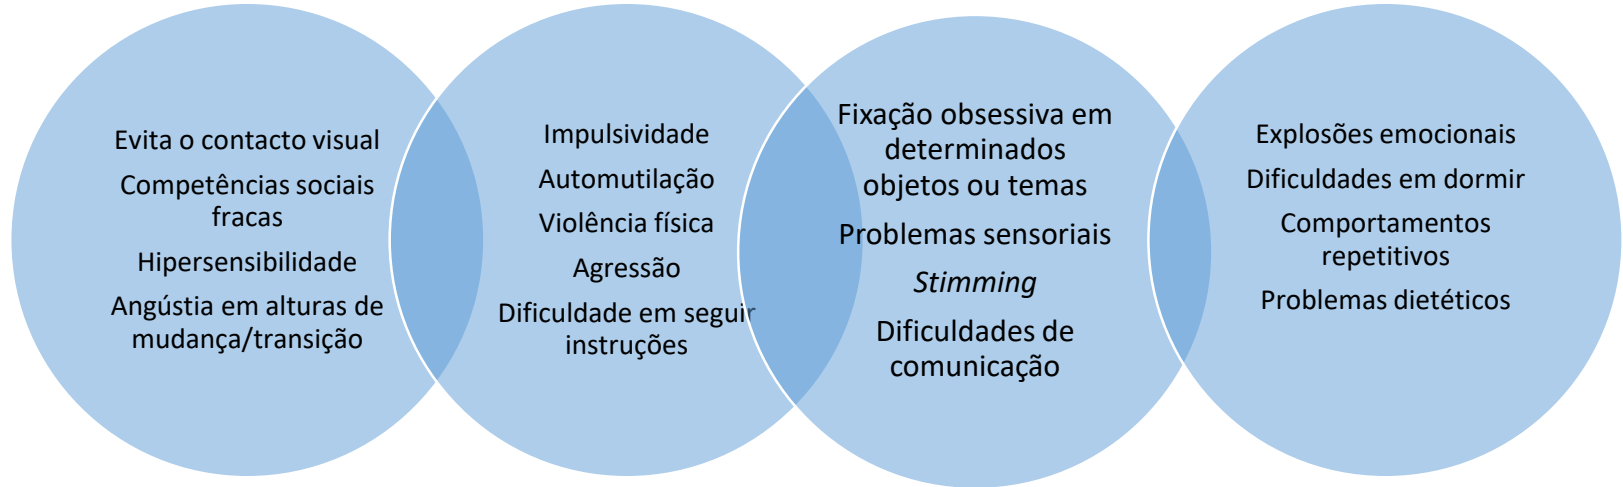 Evita o contacto visual
Competências sociais
fracas
Hipersensibilidade
Angústia em alturas de
mudança/transição
Impulsividade
Automutilação
Violência física
Agressão
Dificuldade em seguir
instruções
Fixação obsessiva em
determinados
objetos ou temas
Problemas sensoriais
Stimming
Dificuldades de
comunicação
Explosões emocionais
Dificuldades em dormir
Comportamentos
repetitivos
Problemas dietéticos